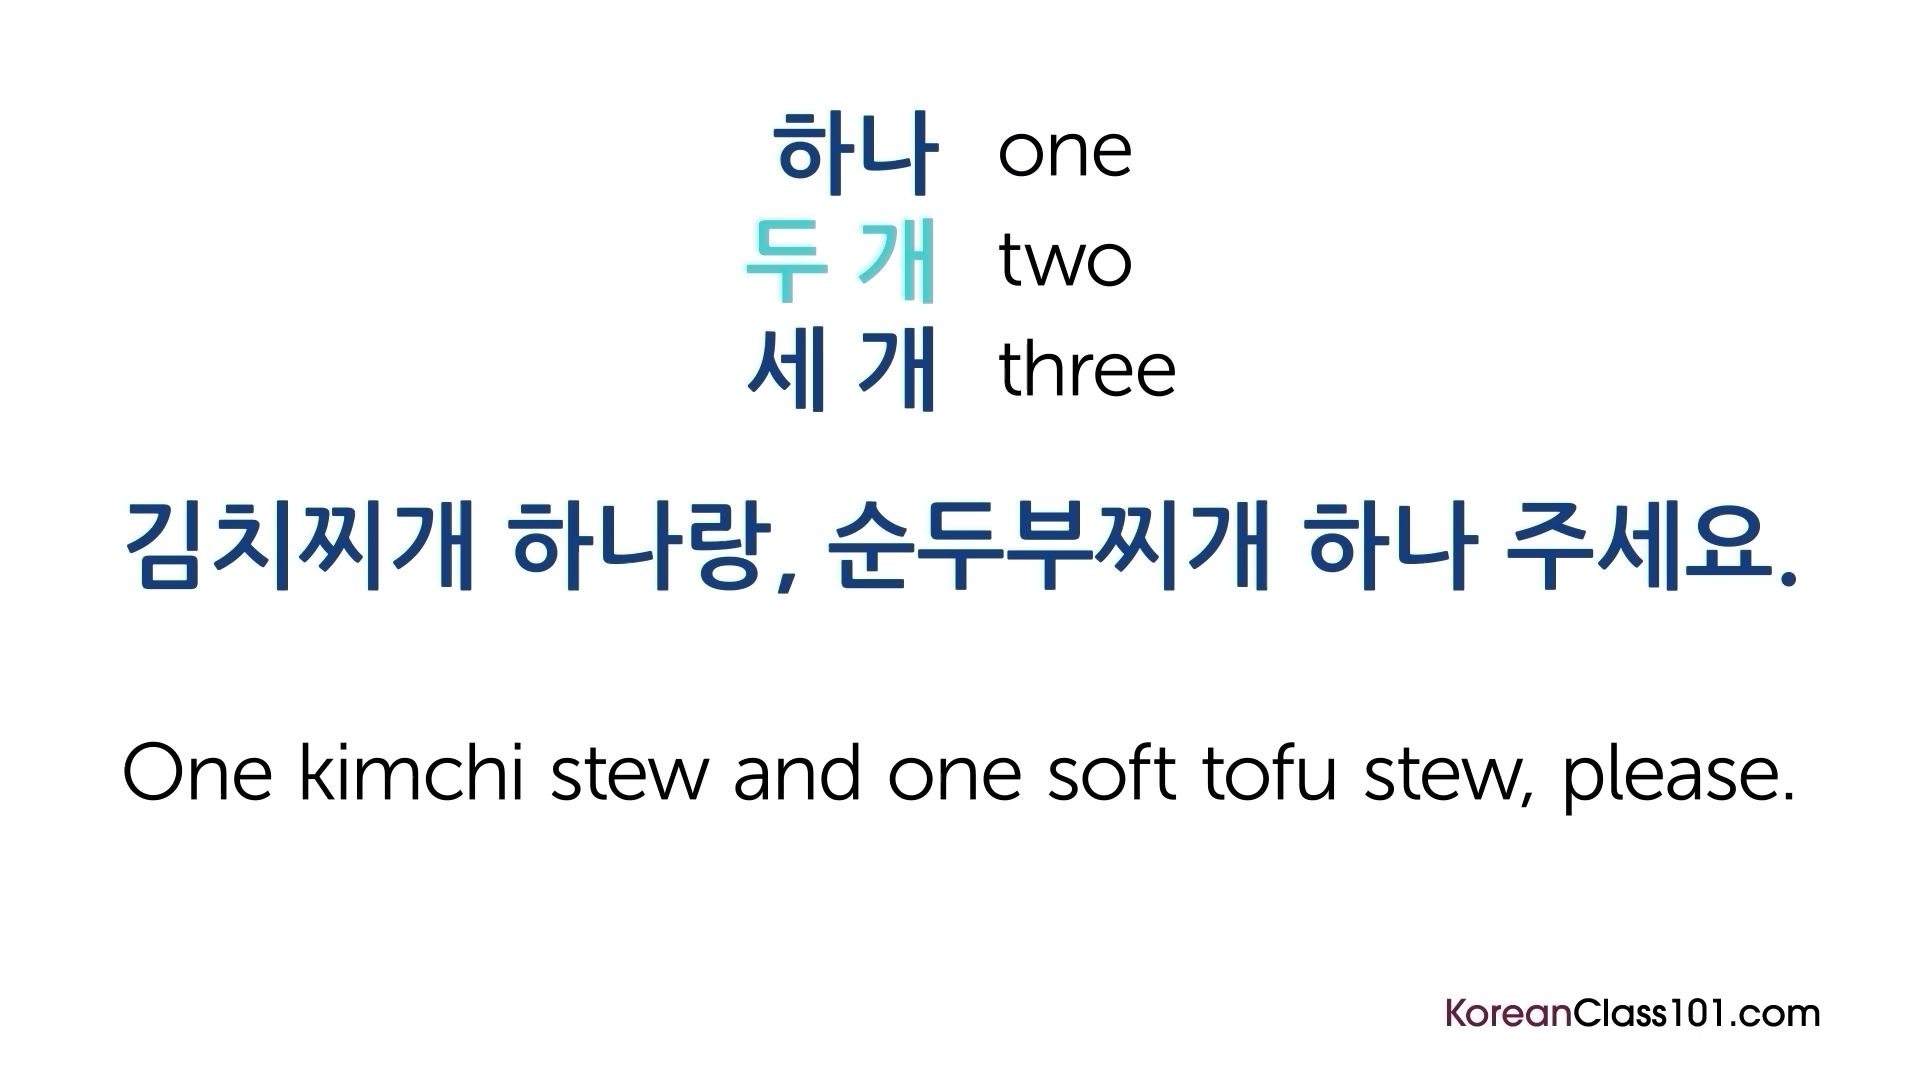 하나 one
두 개 two
세 개 three
김치찌개 하나랑, 순두부찌개 하나 주세요.
One kimchi stew and one soft tofu stew, please.
KoreanClass101.com